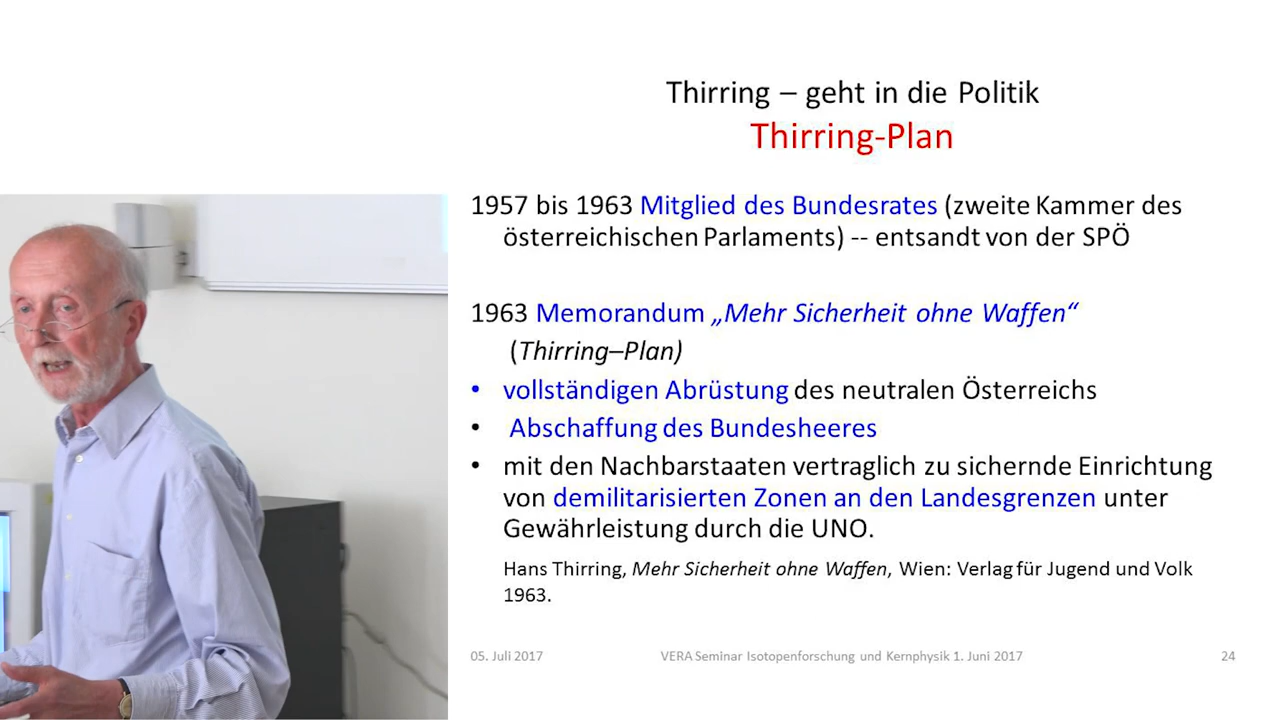 Thirring – geht in die Politik
Thirring-Plan
1957 bis 1963 Mitglied des Bundesrates (zweite Kammer des
österreichischen Parlaments) -- entsandt von der SPÖ
1963 Memorandum „Mehr Sicherheit ohne Waffen“
(Thirring–Plan)
• vollständigen Abrüstung des neutralen Österreichs
• Abschaffung des Bundesheeres
• mit den Nachbarstaaten vertraglich zu sichernde Einrichtung
von demilitarisierten Zonen an den Landesgrenzen unter
Gewährleistung durch die UNO.
Hans Thirring, Mehr Sicherheit ohne Waffen, Wien: Verlag für Jugend und Volk
1963.
05. Juli 2017 VERA Seminar Isotopenforschung und Kernphysik 1. Juni 2017 24